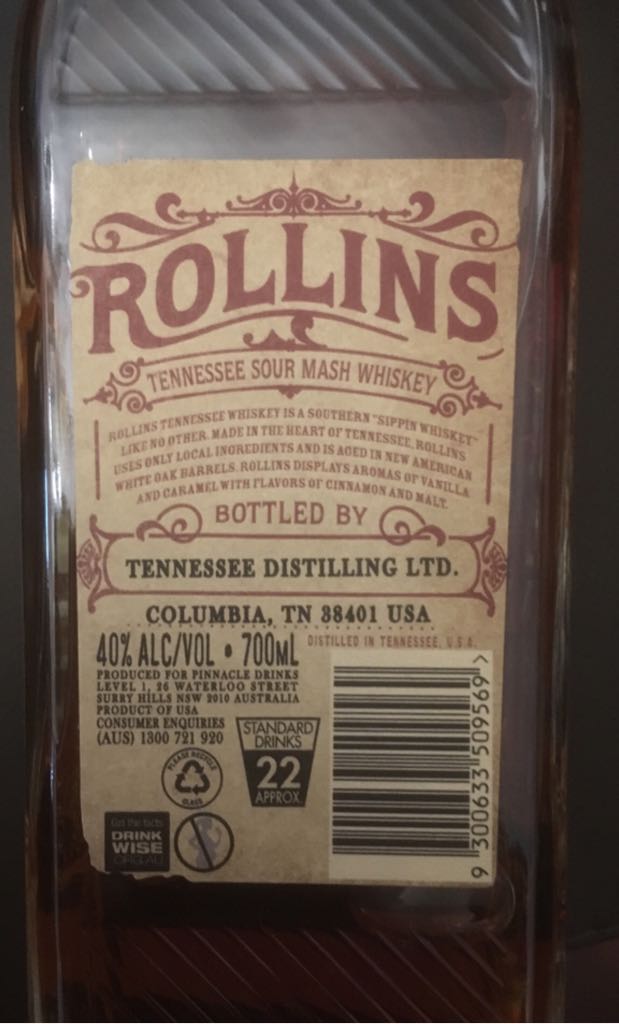 ROLLINS
TENNESSEE SOUR MASH WHISKEY
ROLLINS TENNESSEE WHISKEY IS A SOUTHERN "SIPPIN WHISKEY"
LIKE NO OTHER. MADE IN THE HEART OF TENNESSEE, ROLLINS
USES ONLY LOCAL INGREDIENTS AND IS AGED IN NEW AMERICAN
WHITE OAK BARRELS. ROLLINS DISPLAYS AROMAS OF VANILLA
AND CARAMEL WITH FLAVORS OF CINNAMON AND MALT.
BOTTLED BY
TENNESSEE DISTILLING LTD.
COLUMBIA, TN 38401 USA
DISTILLED IN TENNESSEE, U.S.A.
40% ALC/VOL • 700ML
PRODUCED FOR PINNACLE DRINKS
LEVEL 1, 26 WATERLOO STREET
SURRY HILLS NSW 2010 AUSTRALIA
PRODUCT OF USA
CONSUMER ENQUIRIES
(AUS) 1300 721 920
STANDARD
DRINKS
22
APPROX.
PLEASE RECYCLE
GLASS
Get the facts
DRINK
WISE
.ORG.AU
9 300633 509569 >